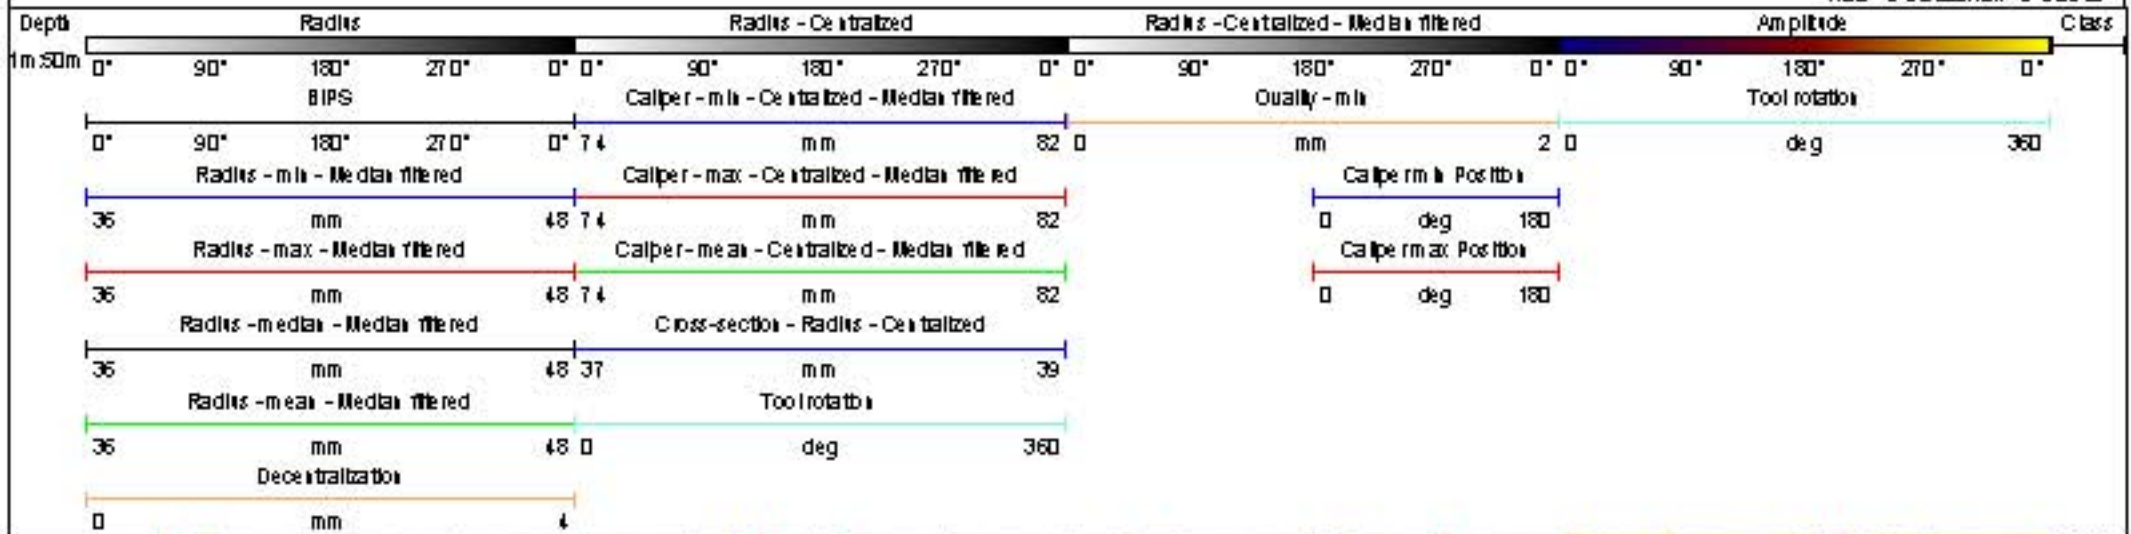 Depth Radius Radius - Centralized Radius - Centralized - Median filtered Amplitude Class
1m:50m 0° 90° 180° 270° 0° 0° 90° 180° 270° 0° 0° 90° 180° 270° 0° 0° 90° 180° 270° 0°
BIPS Caliper - min - Centralized - Median filtered Quality - min Tool rotation
0° 90° 180° 270° 0° 74 mm 82 0 mm 2 0 deg 360
Radius - min - Median filtered Caliper - max - Centralized - Median filtered Caliper min Position
36 mm 48 74 mm 82 0 deg 180
Radius - max - Median filtered Caliper - mean - Centralized - Median filtered Caliper max Position
36 mm 48 74 mm 82 0 deg 180
Radius - median - Median filtered Cross-section - Radius - Centralized
36 mm 48 37 mm 39
Radius - mean - Median filtered Tool rotation
36 mm 48 0 deg 360
Decentralization
0 mm 4